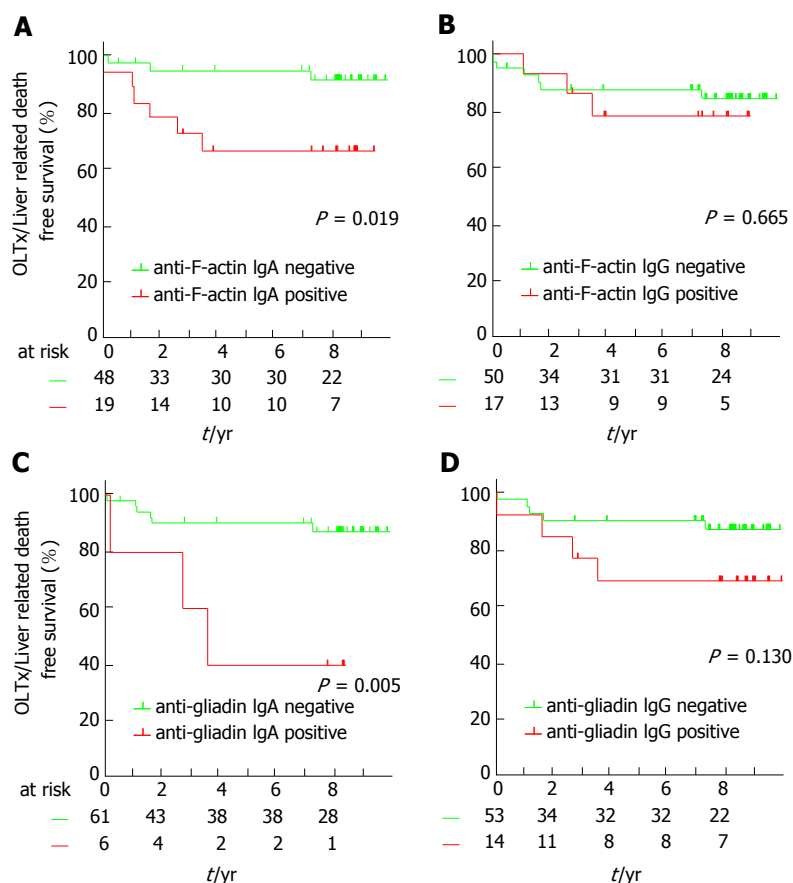 A
OLTx/Liver related death
free survival (%)
100
80
60
40
20
0
P = 0.019
anti-F-actin IgA negative
anti-F-actin IgA positive
0 2 4 6 8
at risk
48 33 30 30 22
19 14 10 10 7
t/yr
B
100
80
60
40
20
0
P = 0.665
anti-F-actin IgG negative
anti-F-actin IgG positive
0 2 4 6 8
50 34 31 31 24
17 13 9 9 5
t/yr
C
OLTx/Liver related death
free survival (%)
100
80
60
40
20
0
P = 0.005
anti-gliadin IgA negative
anti-gliadin IgA positive
0 2 4 6 8
at risk
61 43 38 38 28
6 4 2 2 1
t/yr
D
100
80
60
40
20
0
P = 0.130
anti-gliadin IgG negative
anti-gliadin IgG positive
0 2 4 6 8
53 34 32 32 22
14 11 8 8 7
t/yr